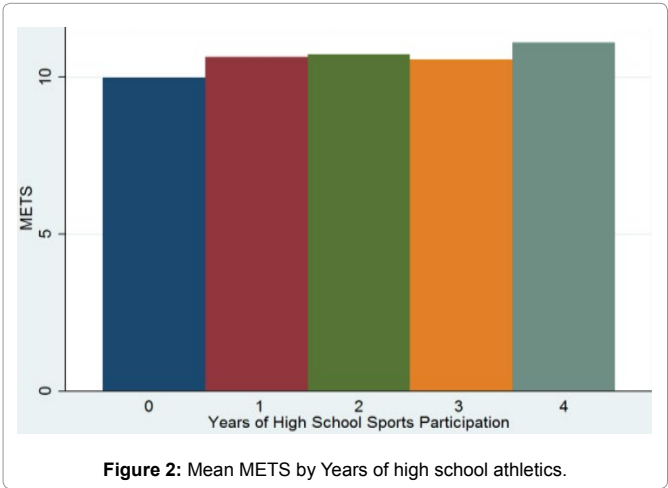 10
5
0
METS
0 1 2 3 4
Years of High School Sports Participation
Figure 2: Mean METS by Years of high school athletics.